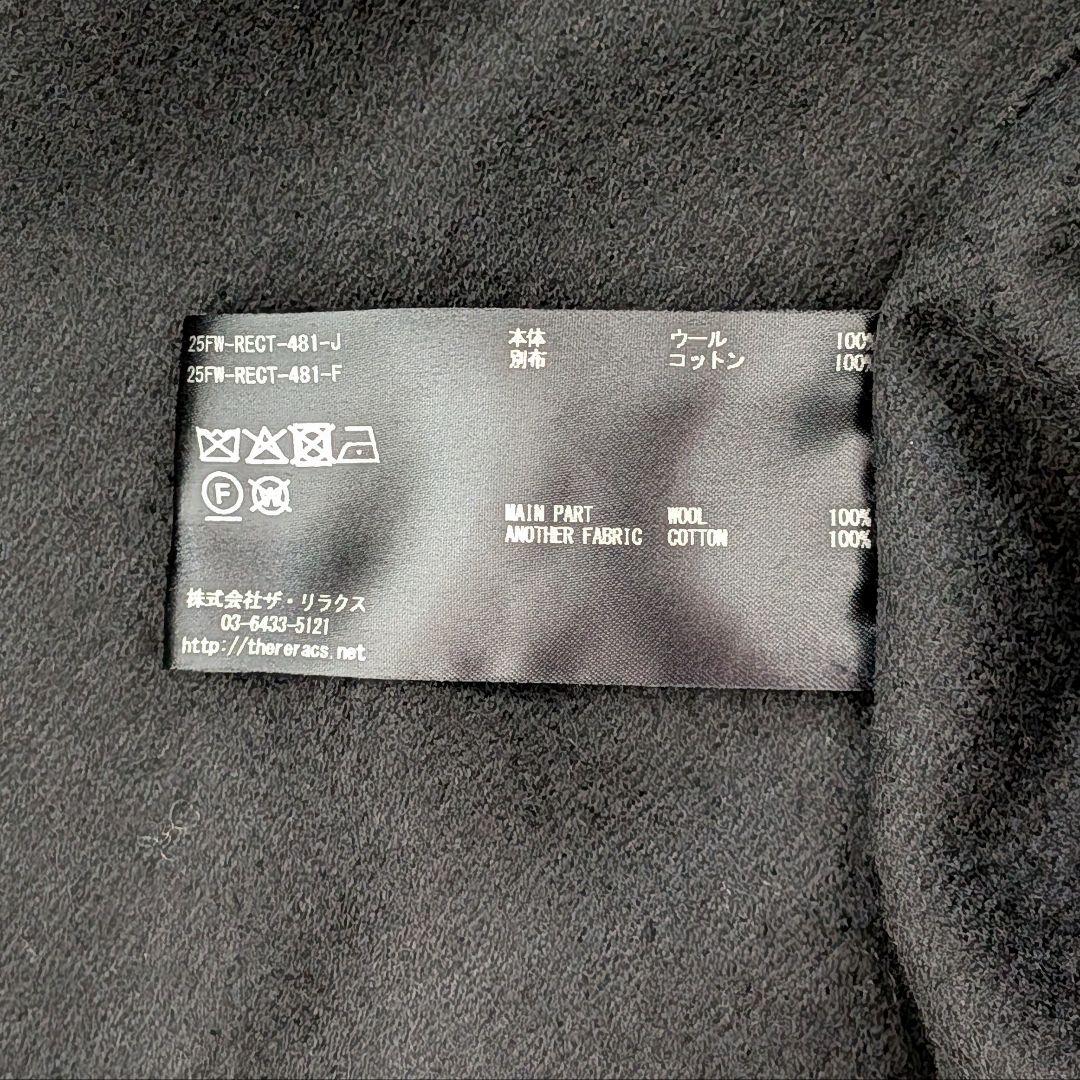 25FW-RECT-481-J
25FW-RECT-481-F
本体 ウール 100%
別布 コットン 100%
F
W
MAIN PART WOOL 100%
ANOTHER FABRIC COTTON 100%
株式会社ザ・リラクス
03-6433-5121
http://thereracs.net